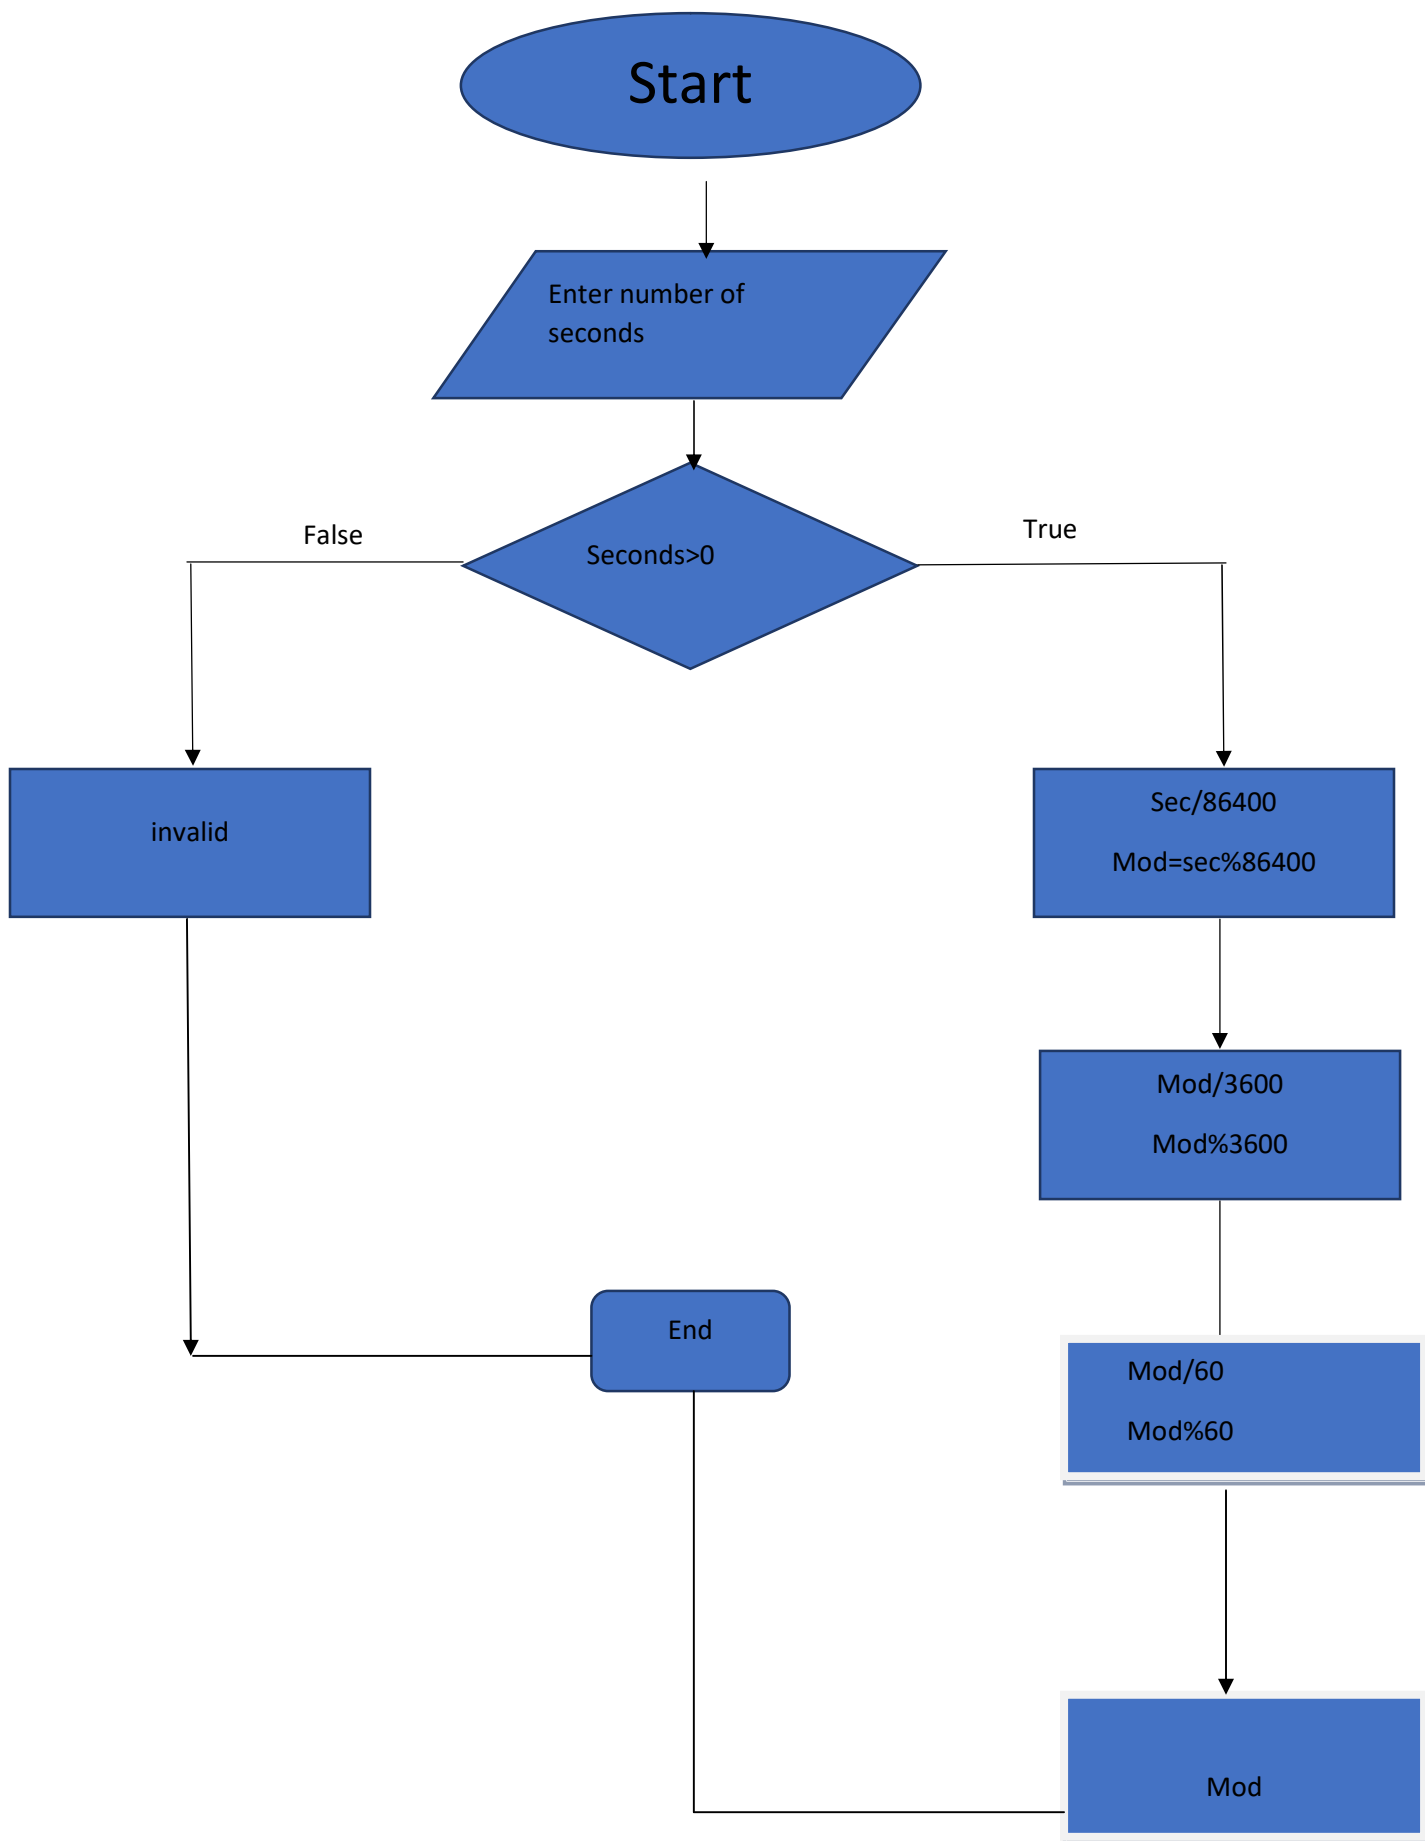 Start
Enter number of
seconds
Seconds>0
False
True
invalid
Sec/86400
Mod=sec%86400
Mod/3600
Mod%3600
End
Mod/60
Mod%60
Mod